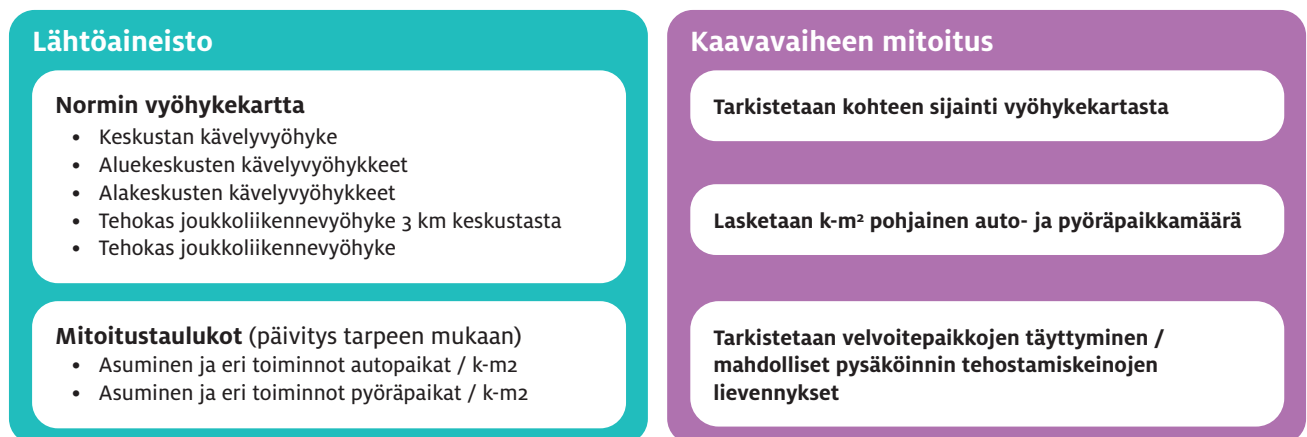 Lähtöaineisto
Normin vyöhykekartta
• Keskustan kävelyvyöhyke
• Aluekeskusten kävelyvyöhykkeet
• Alakeskusten kävelyvyöhykkeet
• Tehokas joukkoliikennevyöhyke 3 km keskustasta
• Tehokas joukkoliikennevyöhyke
Mitoitustaulukot (päivitys tarpeen mukaan)
• Asuminen ja eri toiminnot autopaikat / k-m2
• Asuminen ja eri toiminnot pyöräpaikat / k-m2
Kaavavaiheen mitoitus
Tarkistetaan kohteen sijainti vyöhykekartasta
Lasketaan k-m² pohjainen auto- ja pyöräpaikkamäärä
Tarkistetaan velvoitepaikkojen täyttyminen /
mahdolliset pysäköinnin tehostamiskeinojen
lievennykset